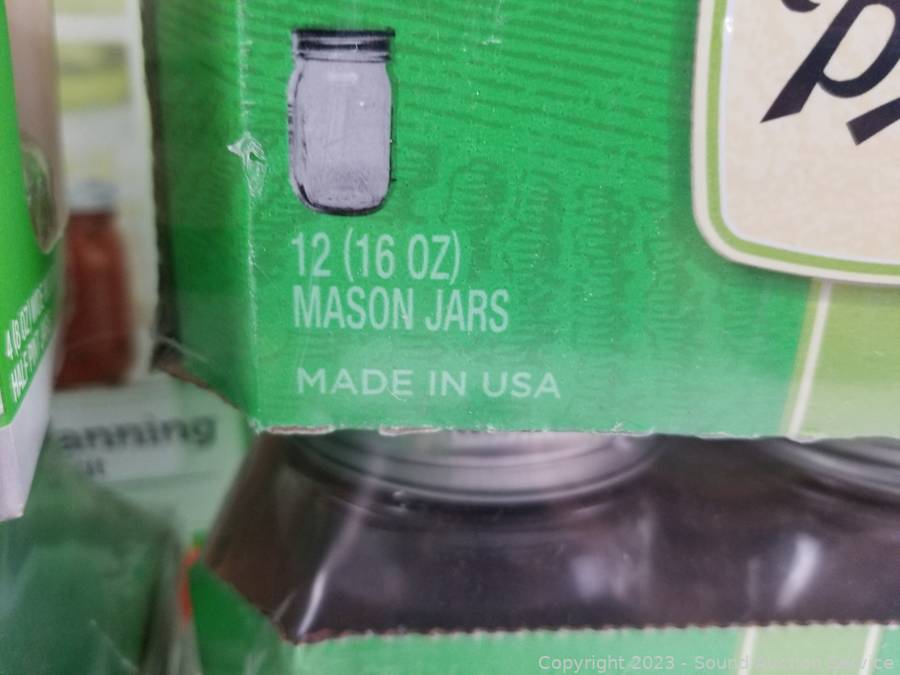 12 (16 OZ)
MASON JARS
MADE IN USA
anning
Copyright 2023 - Sound Auction Service